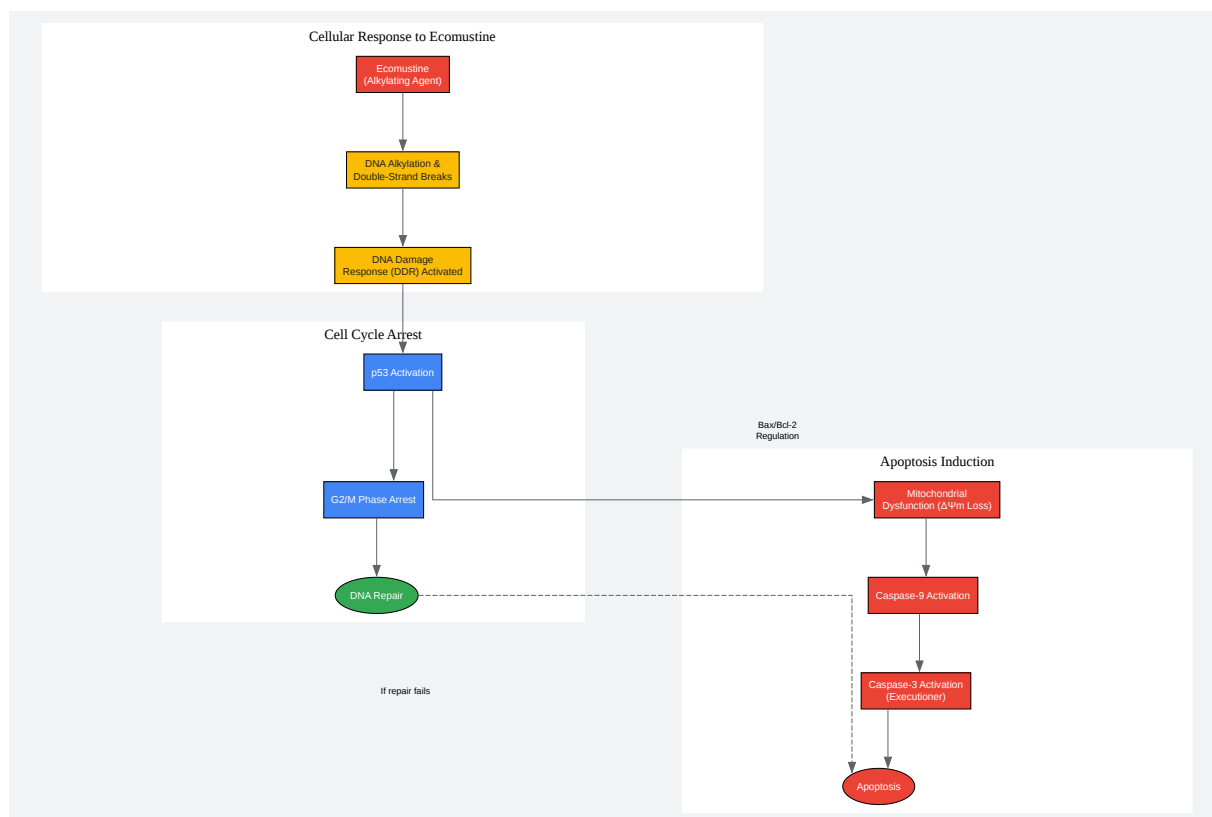 Cellular Response to Ecomustine
Ecomustine
(Alkylating Agent)
DNA Alkylation &
Double-Strand Breaks
DNA Damage
Response (DDR) Activated
Cell Cycle Arrest
p53 Activation
G2/M Phase Arrest
DNA Repair
If repair fails
Bax/Bcl-2
Regulation
Apoptosis Induction
Mitochondrial
Dysfunction (ΔΨm Loss)
Caspase-9 Activation
Caspase-3 Activation
(Executioner)
Apoptosis